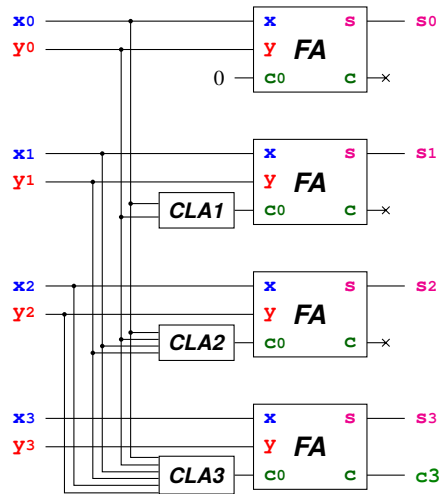 x0 x s s0
y0 y FA
0 c0 c
x1 x s s1
y1 y FA
CLA1 c0 c
x2 x s s2
y2 y FA
CLA2 c0 c
x3 x s s3
y3 y FA
CLA3 c0 c c3